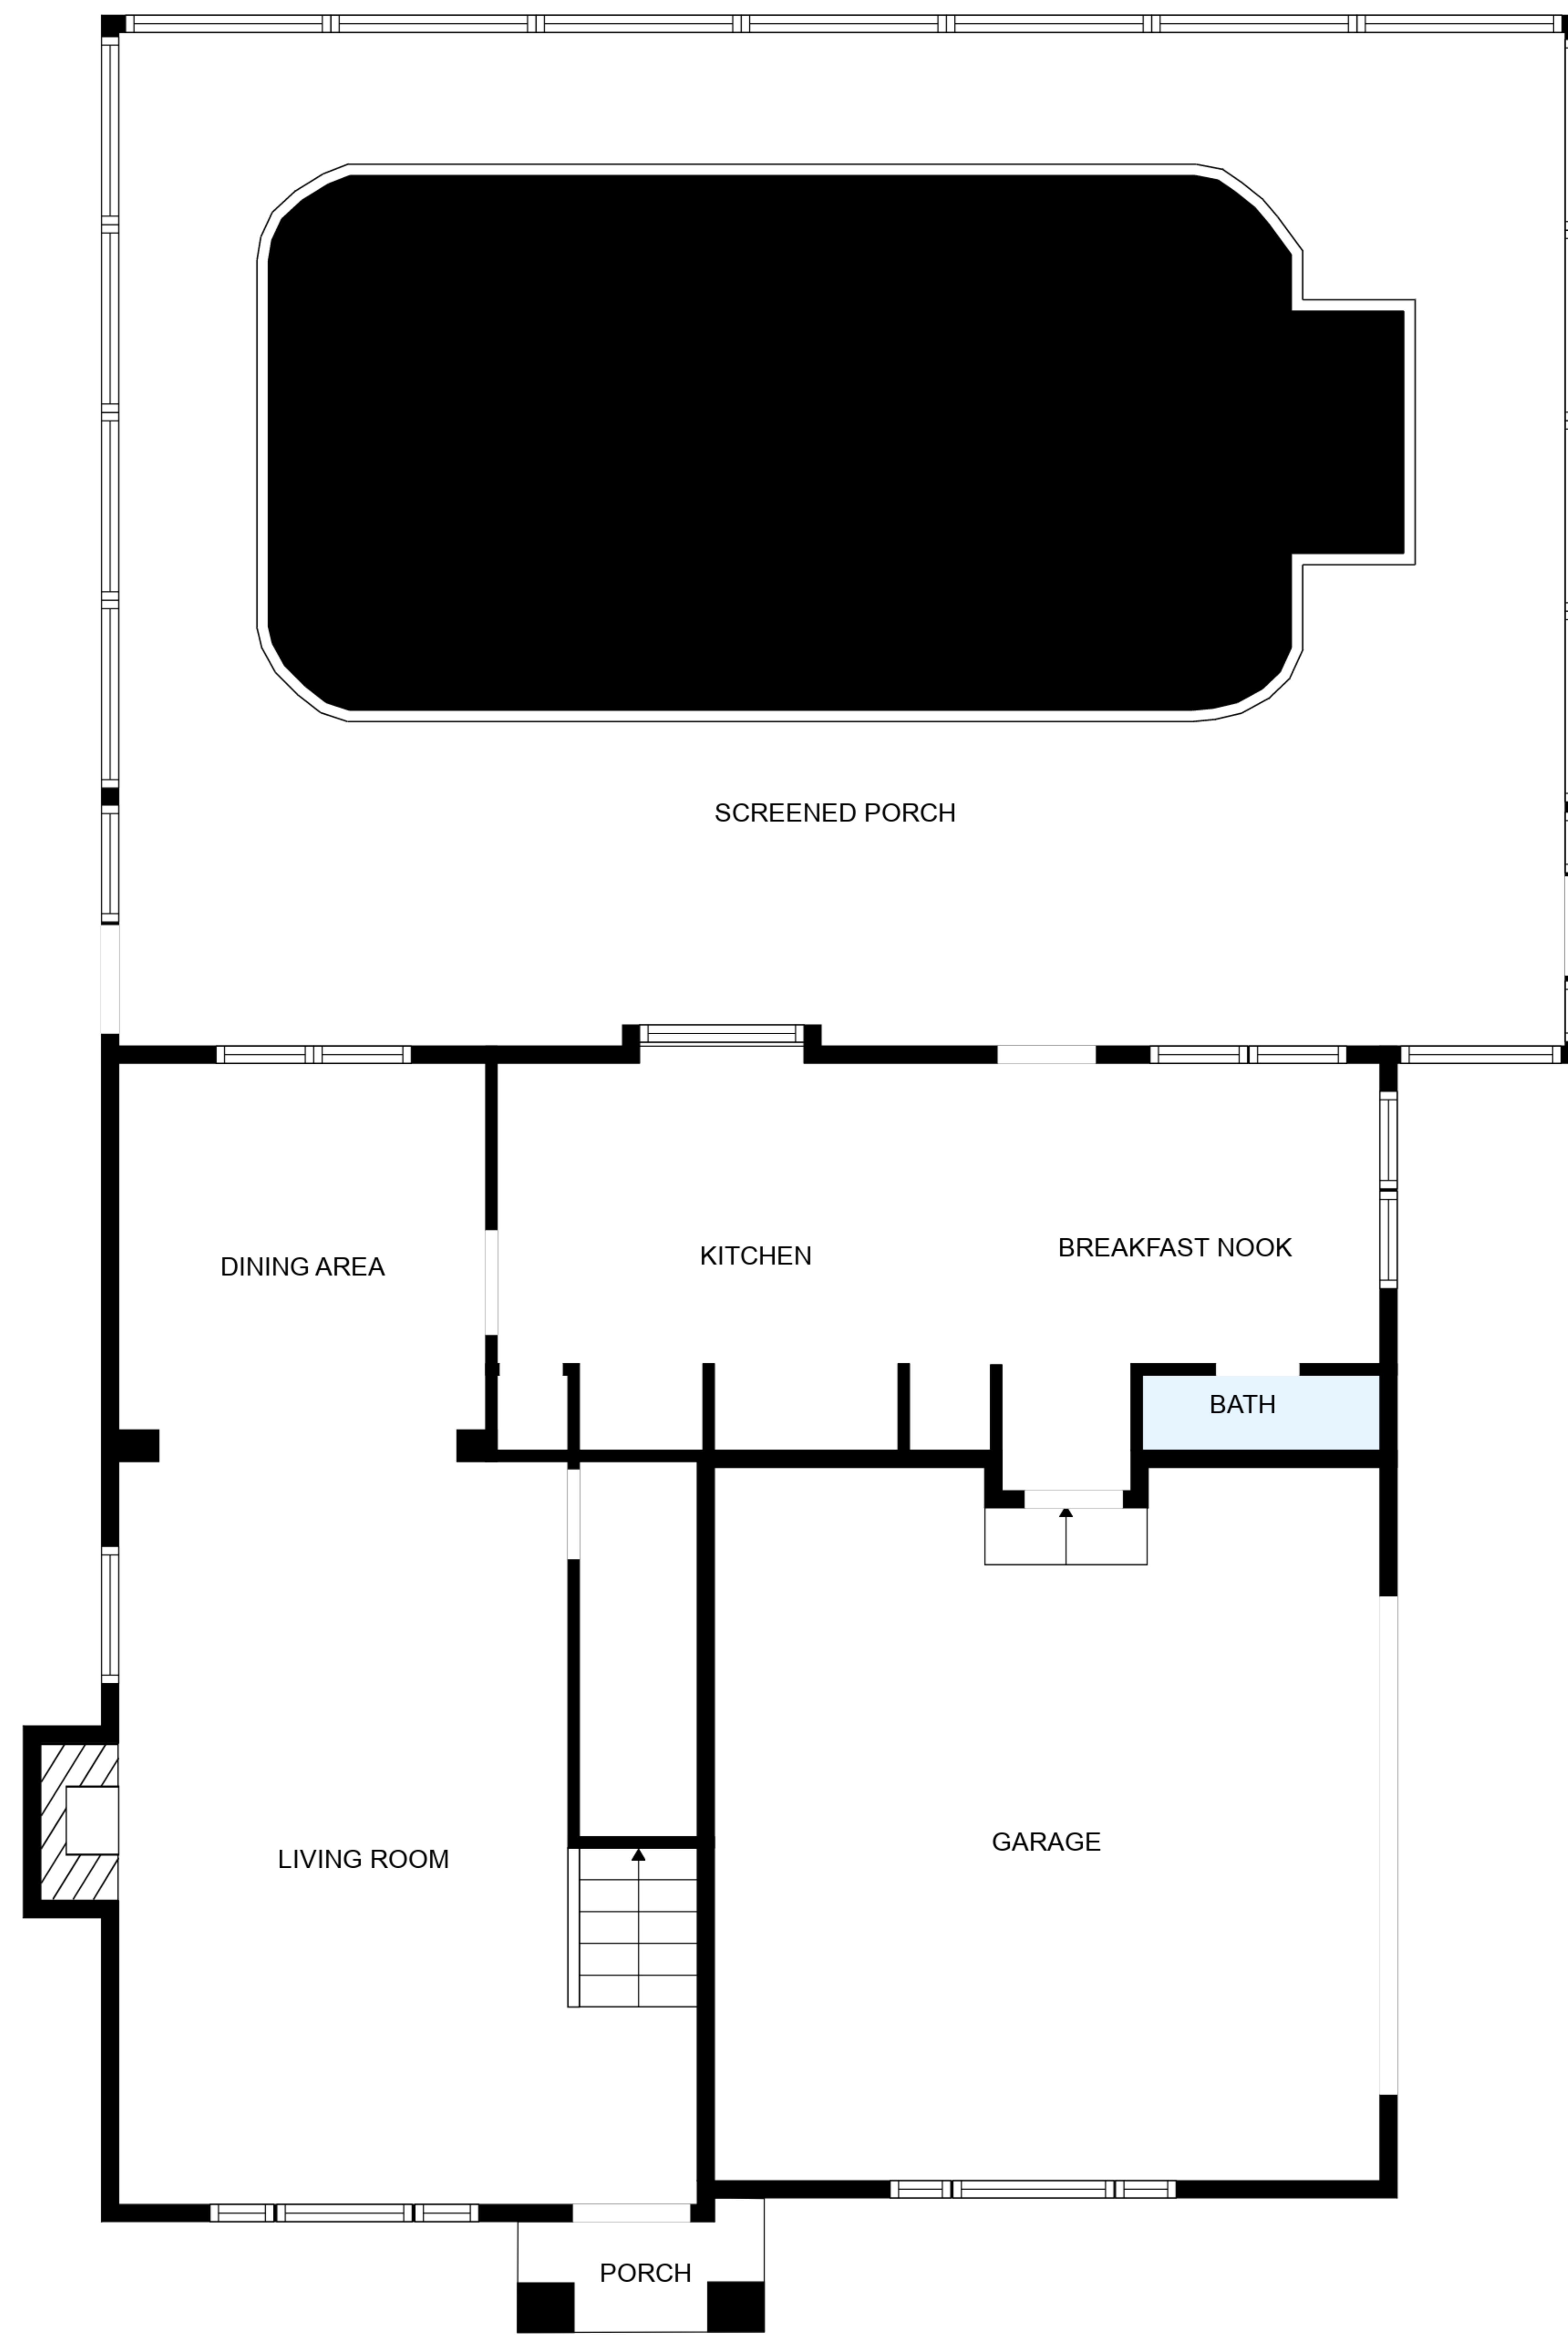 SCREENED PORCH
DINING AREA
KITCHEN
BREAKFAST NOOK
BATH
LIVING ROOM
GARAGE
PORCH